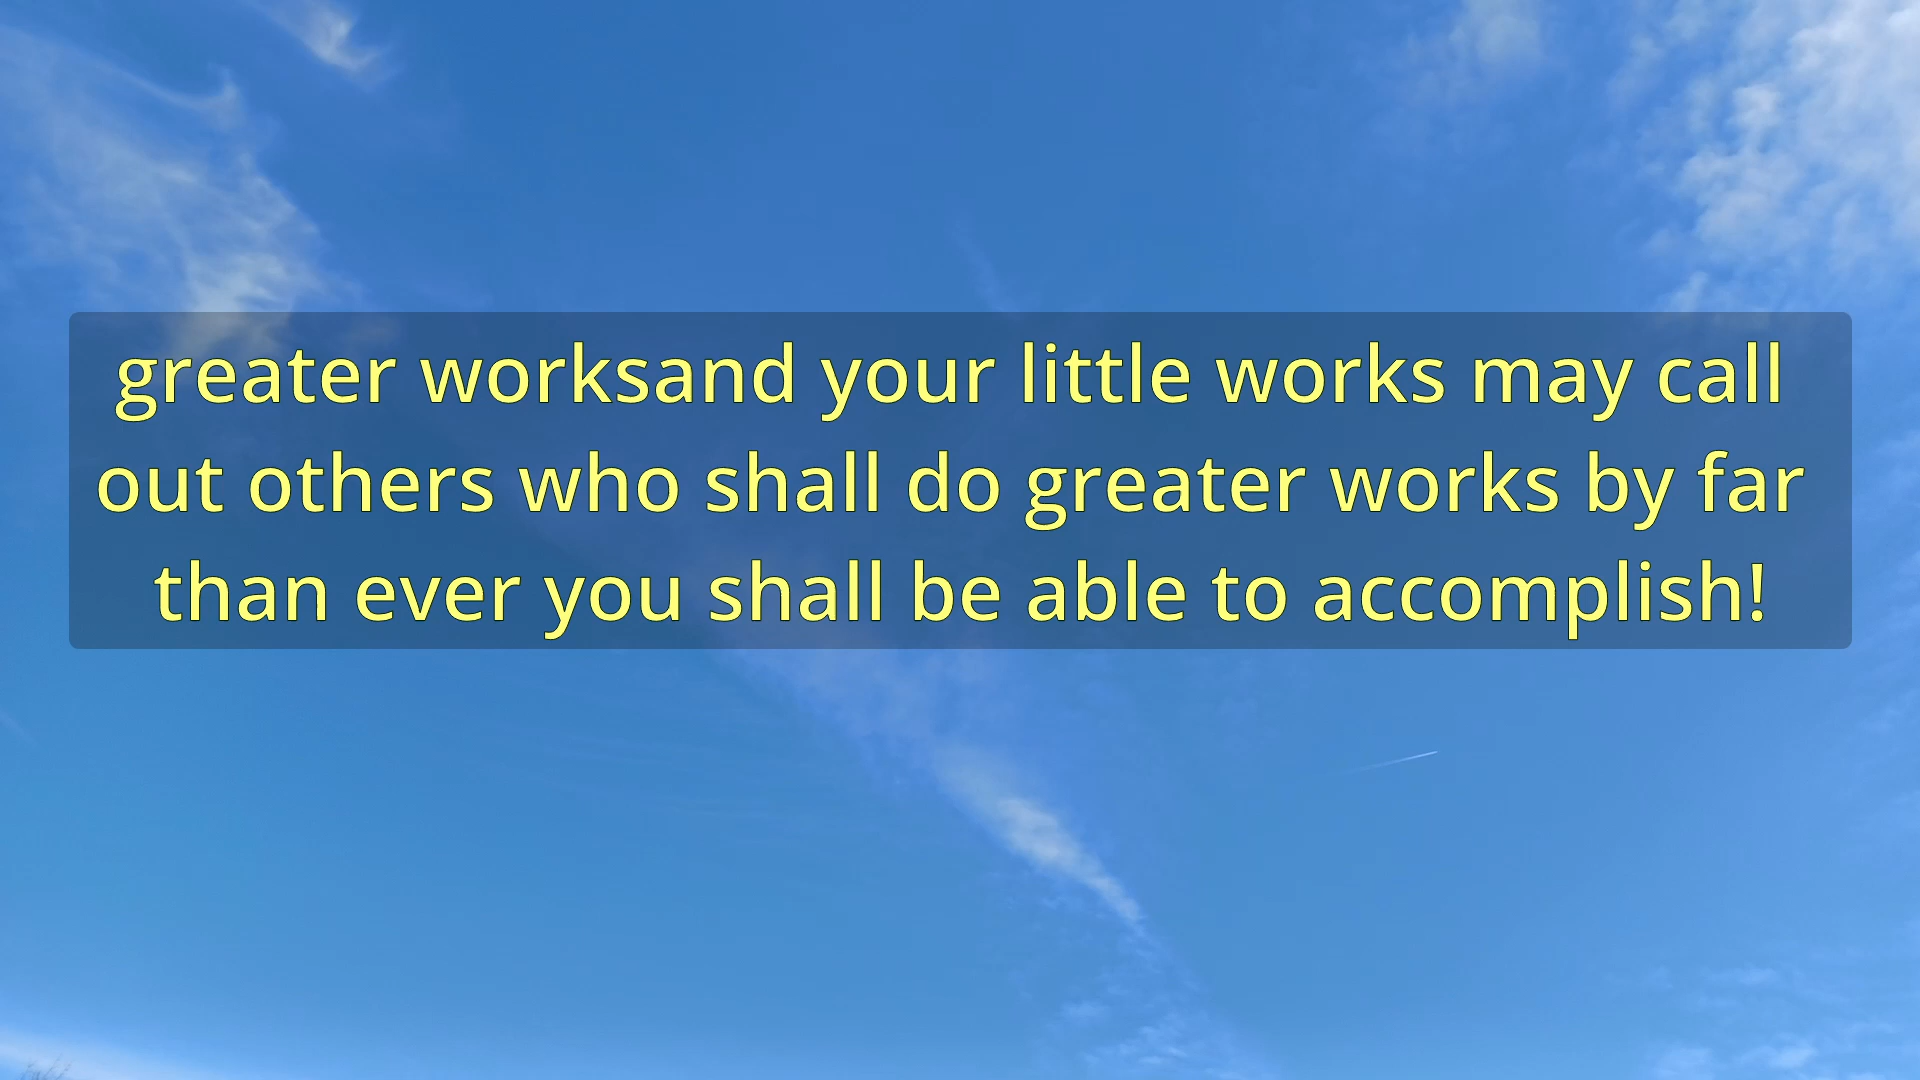 greater worksand your little works may call
out others who shall do greater works by far
than ever you shall be able to accomplish!